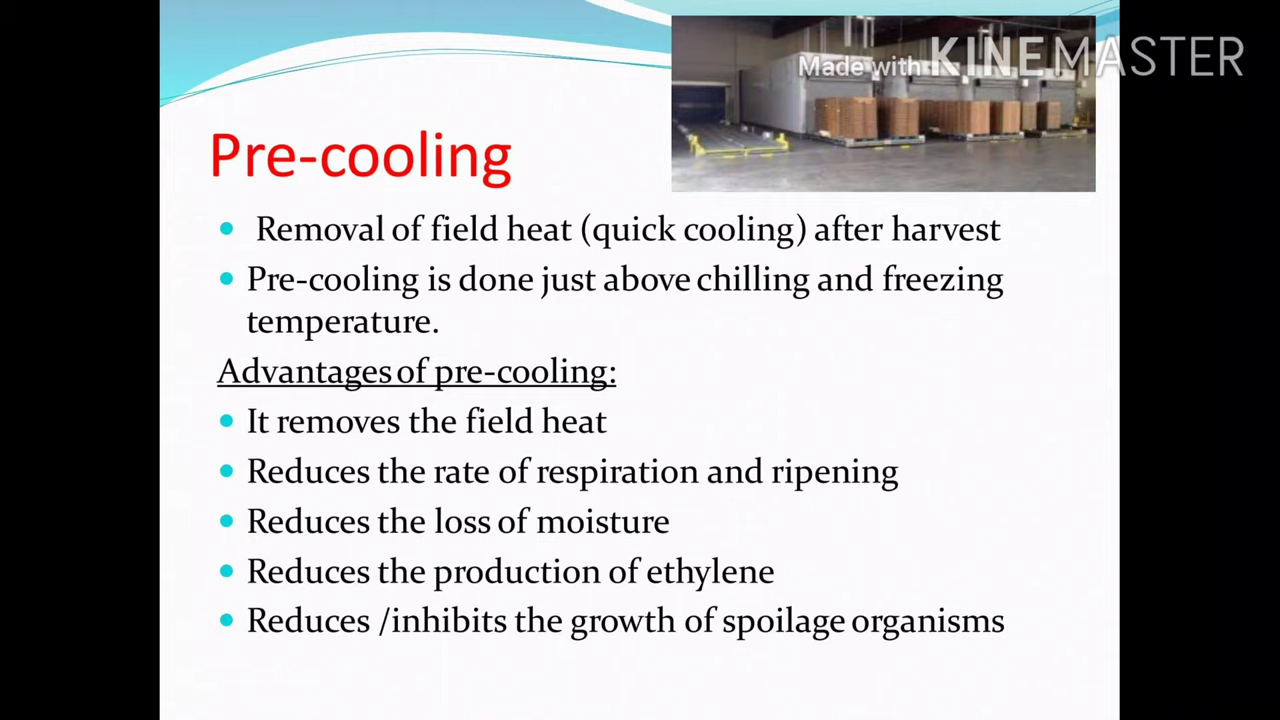 Made with KINEMASTER
Pre-cooling
Removal of field heat (quick cooling) after harvest
Pre-cooling is done just above chilling and freezing
temperature.
Advantages of pre-cooling:
It removes the field heat
Reduces the rate of respiration and ripening
Reduces the loss of moisture
Reduces the production of ethylene
Reduces /inhibits the growth of spoilage organisms